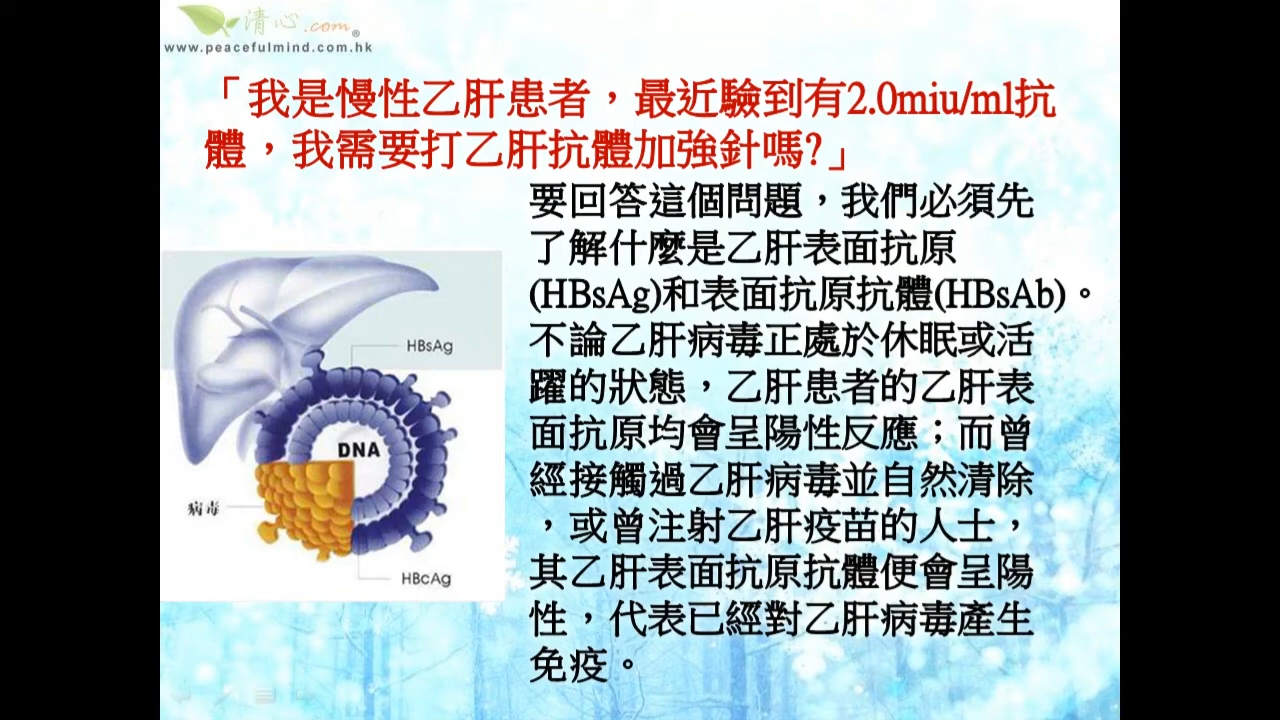 清心.com®
www.peacefulmind.com.hk
「我是慢性乙肝患者，最近驗到有2.0miu/ml抗
體，我需要打乙肝抗體加強針嗎?」
要回答這個問題，我們必須先
了解什麼是乙肝表面抗原
(HBsAg)和表面抗原抗體(HBsAb)。
不論乙肝病毒正處於休眠或活
躍的狀態，乙肝患者的乙肝表
面抗原均會呈陽性反應；而曾
經接觸過乙肝病毒並自然清除
，或曾注射乙肝疫苗的人士，
其乙肝表面抗原抗體便會呈陽
性，代表已經對乙肝病毒產生
免疫。
HBsAg
DNA
病毒
HBcAg